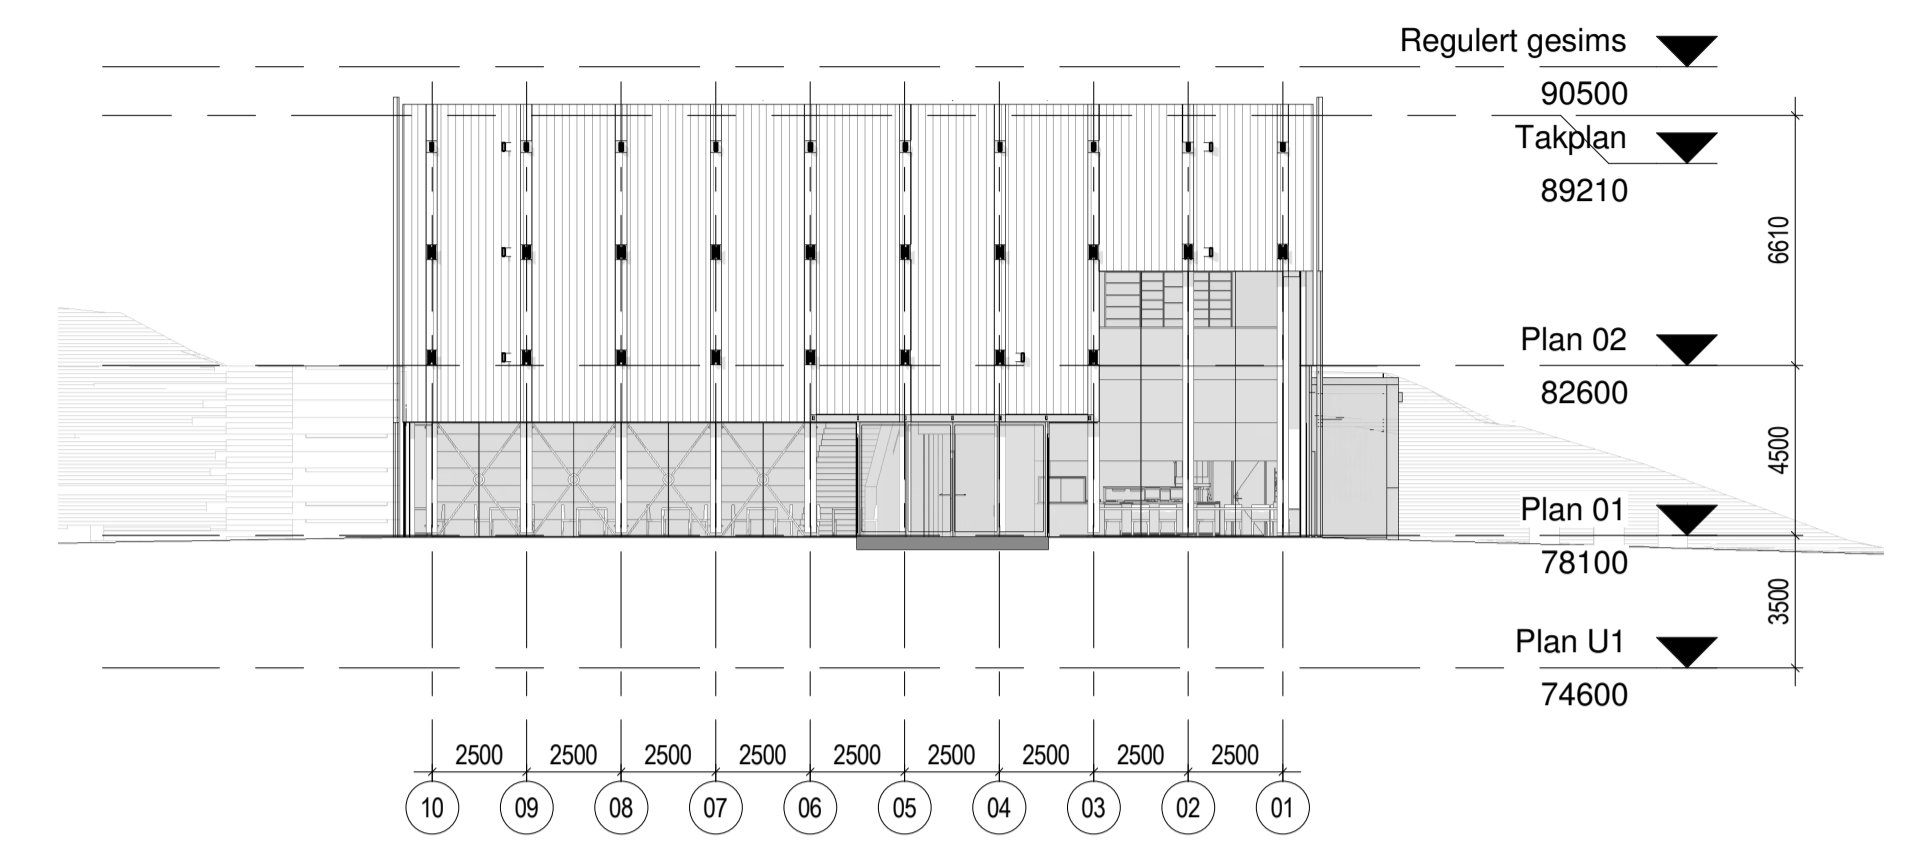 Regulert gesims
90500
Takplan
89210
6610
Plan 02
82600
4500
Plan 01
78100
3500
Plan U1
74600
2500 2500 2500 2500 2500 2500 2500 2500 2500
10 09 08 07 06 05 04 03 02 01